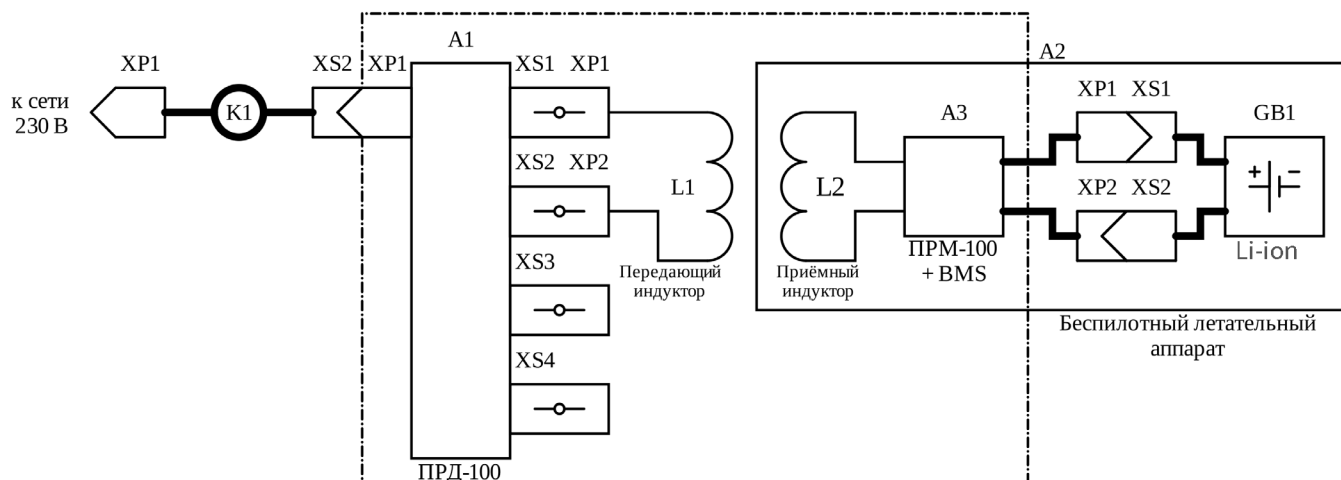 A1
A2
XP1
XS2 XP1
XS1 XP1
XP1 XS1
к сети
230 В
K1
A3
GB1
XS2 XP2
XP2 XS2
L1
L2
+ −
ПРМ-100
+ BMS
Li-ion
XS3
Передающий
индуктор
Приёмный
индуктор
Беспилотный летательный
аппарат
XS4
ПРД-100